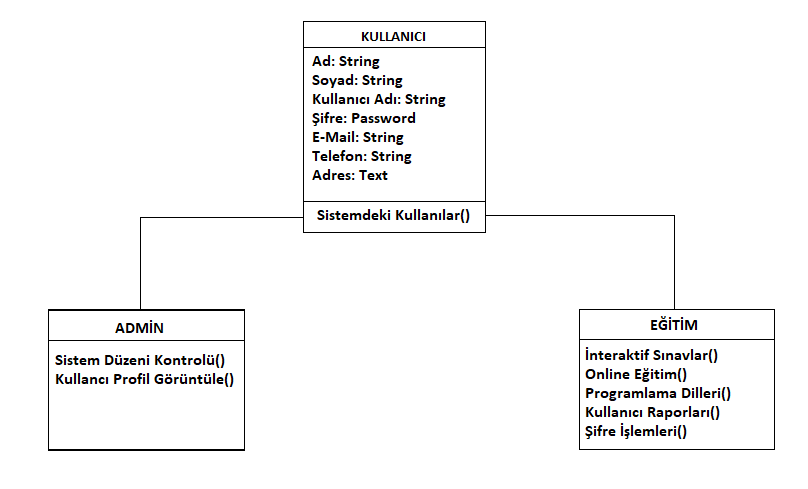 KULLANICI
Ad: String
Soyad: String
Kullanıcı Adı: String
Şifre: Password
E-Mail: String
Telefon: String
Adres: Text
Sistemdeki Kullanılar()
ADMİN
Sistem Düzeni Kontrolü()
Kullancı Profil Görüntüle()
EĞİTİM
İnteraktif Sınavlar()
Online Eğitim()
Programlama Dilleri()
Kullanıcı Raporları()
Şifre İşlemleri()